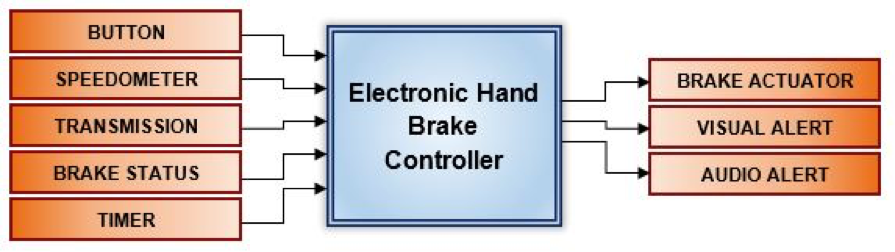 BUTTON
SPEEDOMETER
TRANSMISSION
BRAKE STATUS
TIMER
Electronic Hand
Brake
Controller
BRAKE ACTUATOR
VISUAL ALERT
AUDIO ALERT